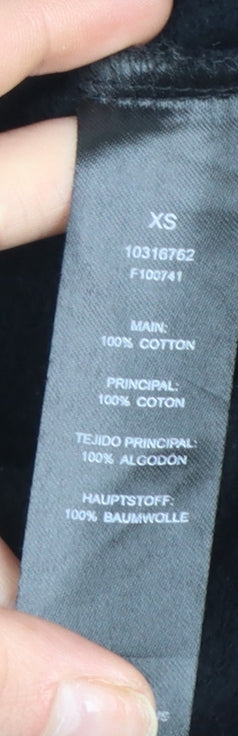 XS
10316762
F100741
MAIN:
100% COTTON
PRINCIPAL:
100% COTON
TEJIDO PRINCIPAL:
100% ALGODÓN
HAUPTSTOFF:
100% BAUMWOLLE